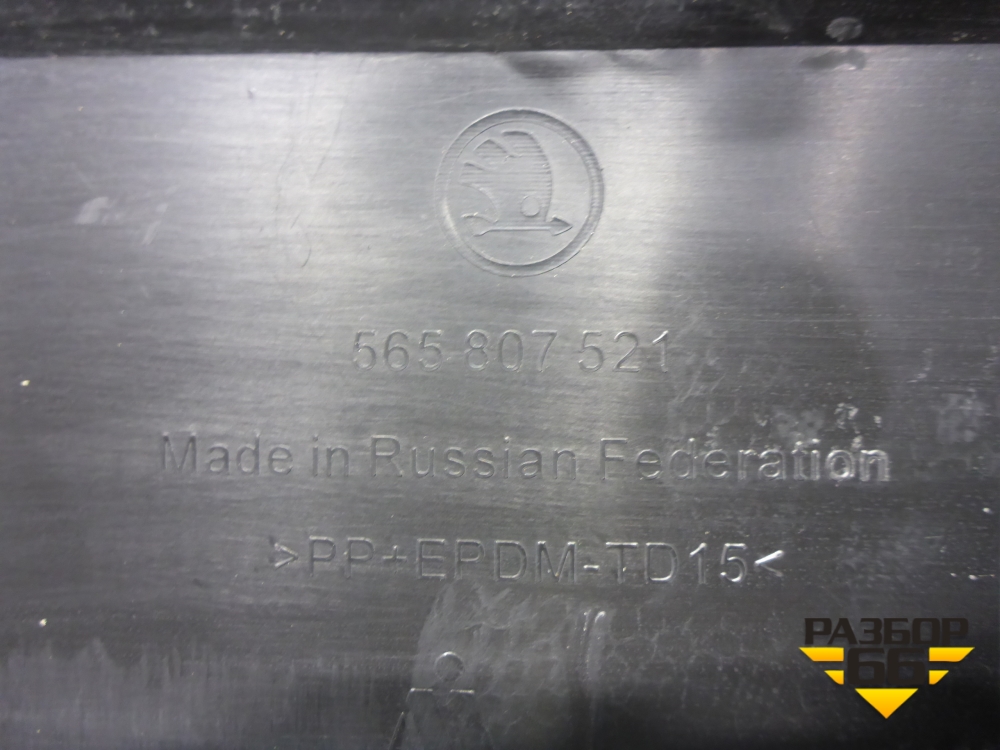 565 807 521
Made in Russian Federation
>PP+EPDM-TD15<
РАЗБОР
66